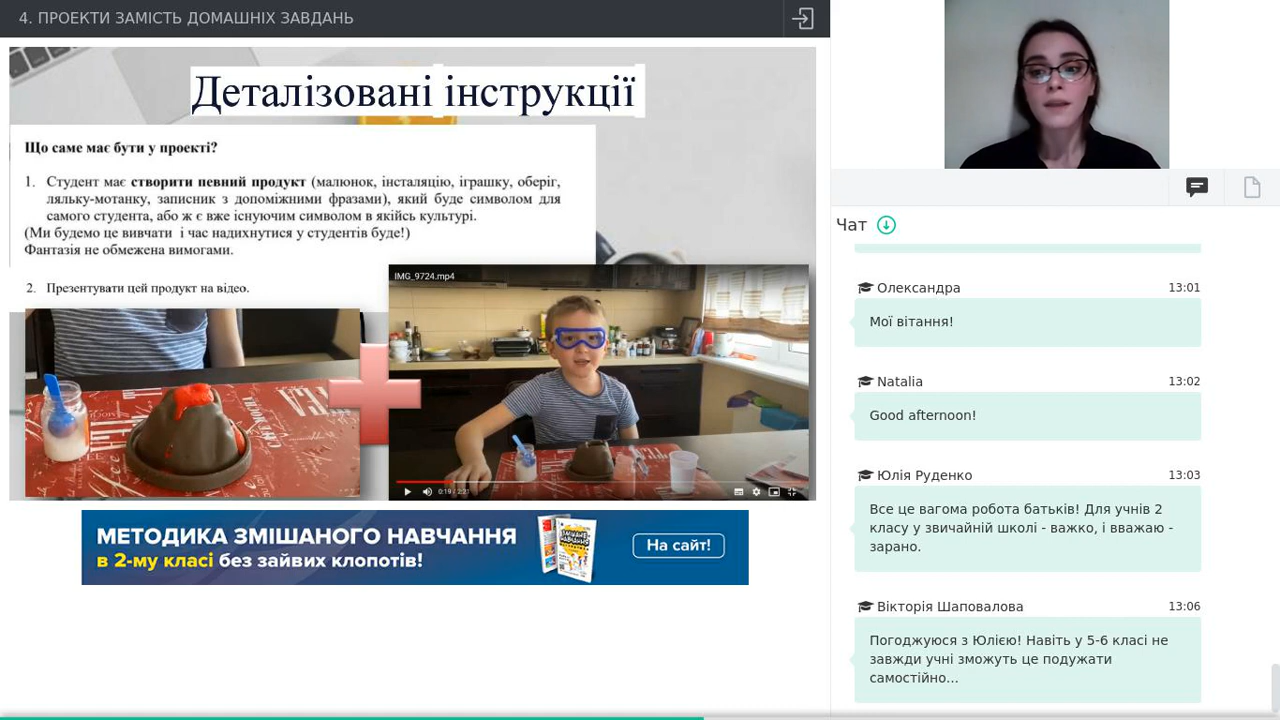 4. ПРОЕКТИ ЗАМІСТЬ ДОМАШНІХ ЗАВДАНЬ
Деталізовані інструкції
Що саме має бути у проекті?
1. Студент має створити певний продукт (малюнок, інсталяцію, іграшку, оберіг,
ляльку-мотанку, записник з допоміжними фразами), який буде символом для
самого студента, або ж є вже існуючим символом в якійсь культурі.
(Ми будемо це вивчати і час надихнутися у студентів буде!)
Фантазія не обмежена вимогами.
2. Презентувати цей продукт на відео.
IMG_9724.mp4
0:19 / 2:21
МЕТОДИКА ЗМІШАНОГО НАВЧАННЯ
в 2-му класі без зайвих клопотів!
На сайт!
Чат
Олександра 13:01
Мої вітання!
Natalia 13:02
Good afternoon!
Юлія Руденко 13:03
Все це вагома робота батьків! Для учнів 2
класу у звичайній школі - важко, і вважаю -
зарано.
Вікторія Шаповалова 13:06
Погоджуюся з Юлією! Навіть у 5-6 класі не
завжди учні зможуть це подужати
самостійно...